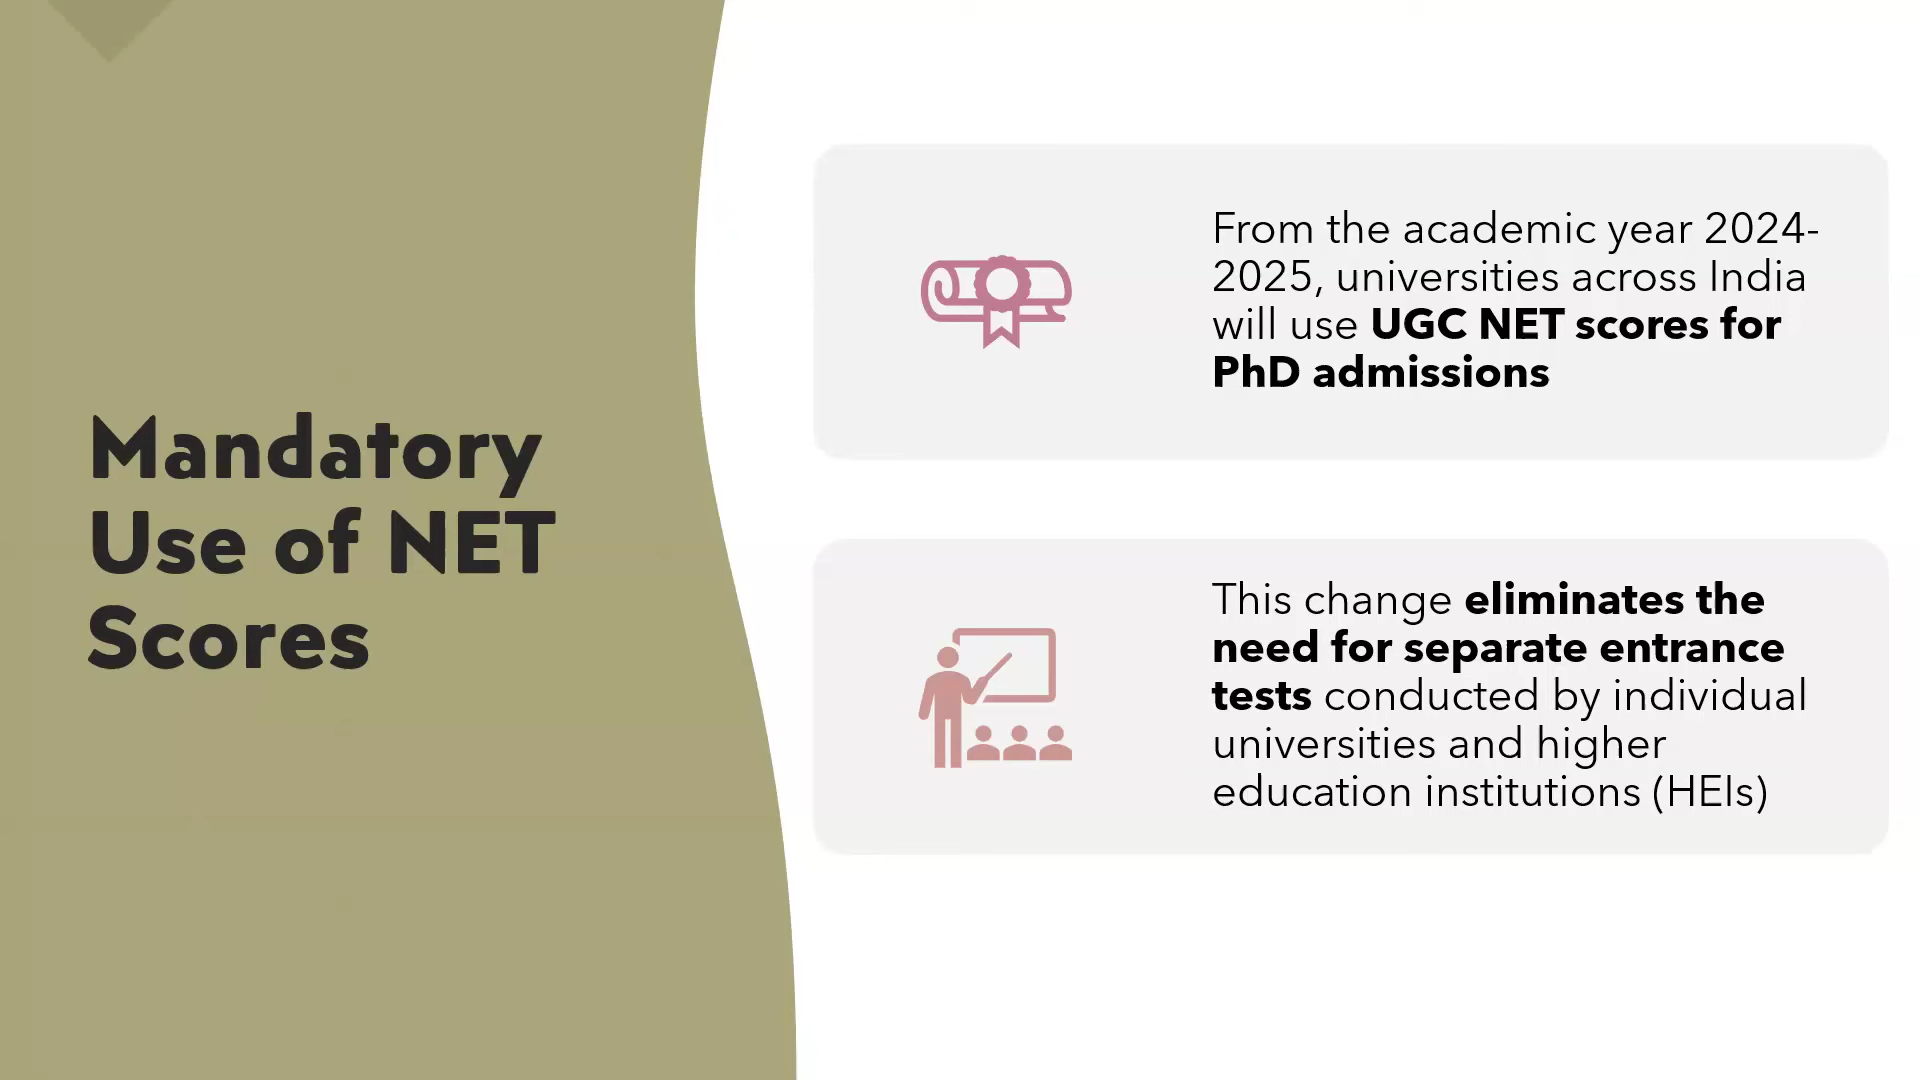 Mandatory
Use of NET
Scores
From the academic year 2024-
2025, universities across India
will use UGC NET scores for
PhD admissions
This change eliminates the
need for separate entrance
tests conducted by individual
universities and higher
education institutions (HEIs)